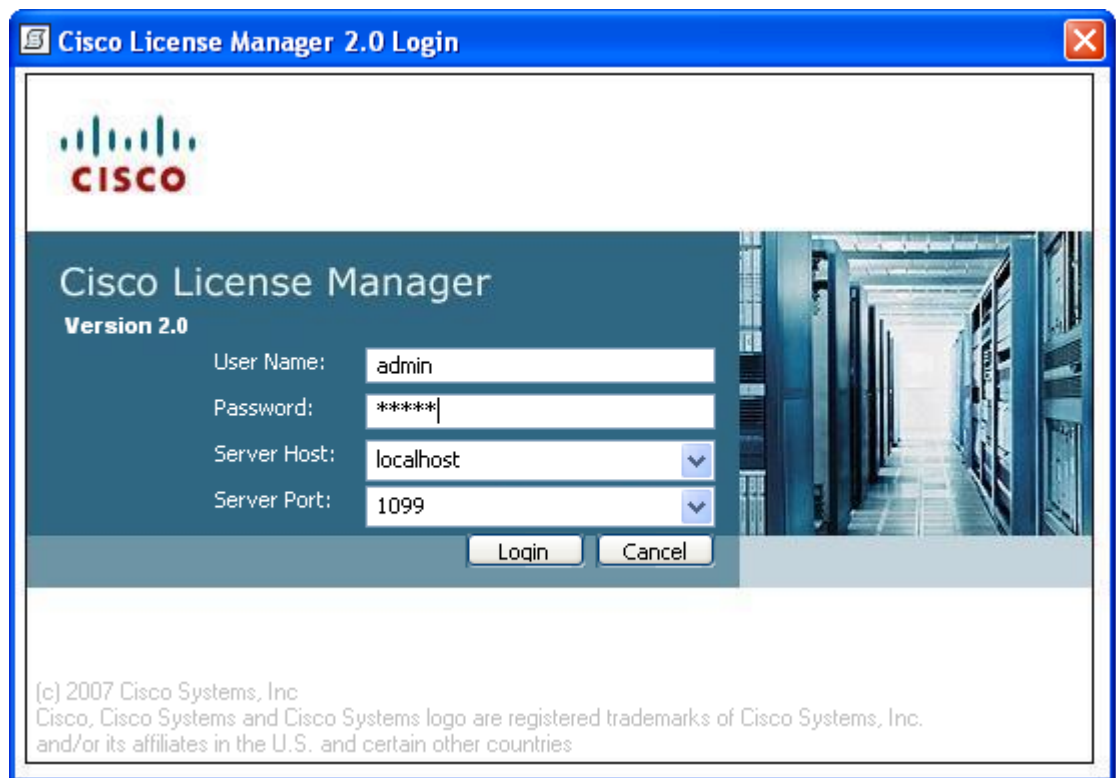 Cisco License Manager 2.0 Login
CISCO
Cisco License Manager
Version 2.0
User Name: admin
Password: *****
Server Host: localhost
Server Port: 1099
Login Cancel
(c) 2007 Cisco Systems, Inc
Cisco, Cisco Systems and Cisco Systems logo are registered trademarks of Cisco Systems, Inc.
and/or its affiliates in the U.S. and certain other countries